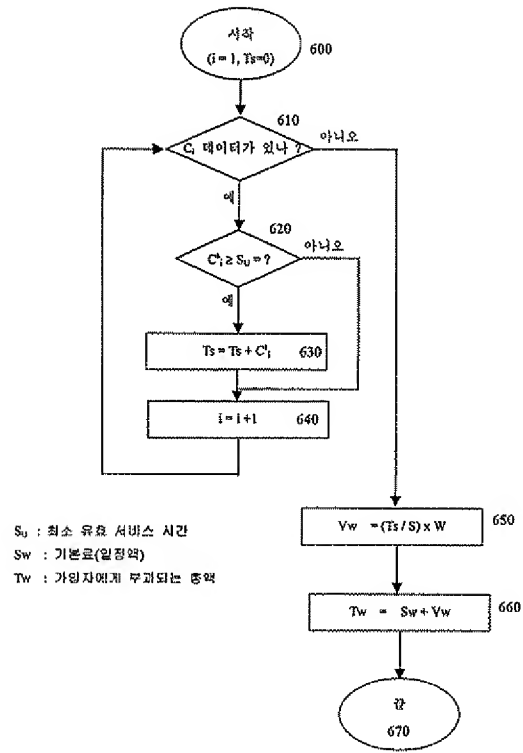 시작
(i = 1, Ts=0)
600
610
Ci 데이터가 있나 ?
아니오
예
620
아니오
Cti ≥ SU = ?
예
Ts = Ts + Cti
630
i = i +1
640
Vw = (Ts / S) x W
650
SU : 최소 유효 서비스 시간
Sw : 기본료(일정액)
Tw : 가입자에게 부과되는 총액
Tw = Sw + Vw
660
끝
670